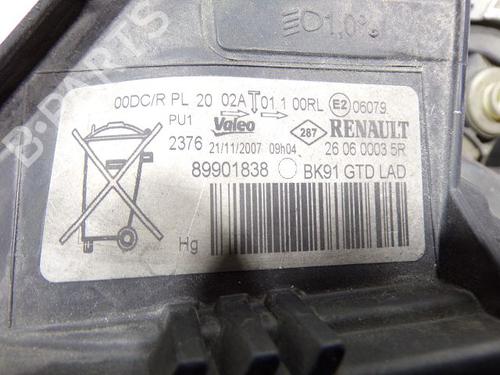 1,0%
00DC/R PL 20 02A 01.1 00RL E2 06079
PU1 Valeo 287 RENAULT
2376 21/11/2007 09h04 26 06 0003 5R
89901838 BK91 GTD LAD
Hg
B PARTS